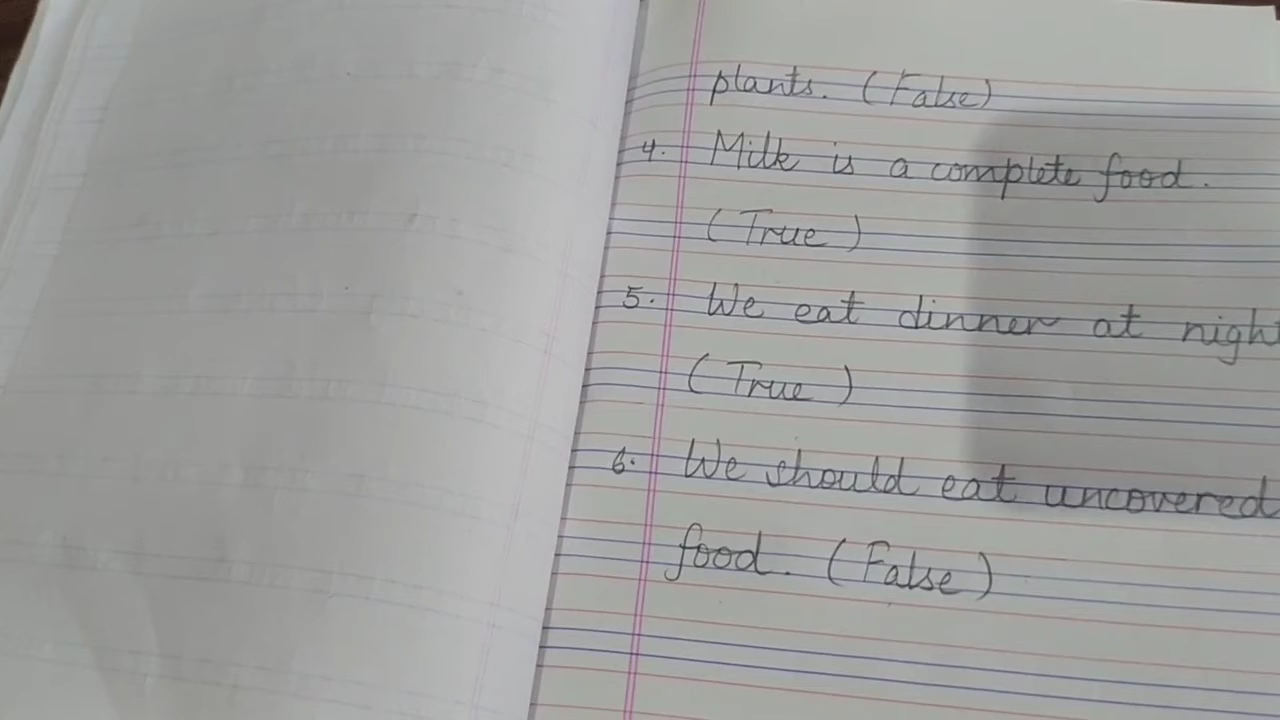 plants. (False)
4. Milk is a complete food.
(True)
5. We eat dinner at nigh
(True)
6. We should eat uncovered
food. (False)